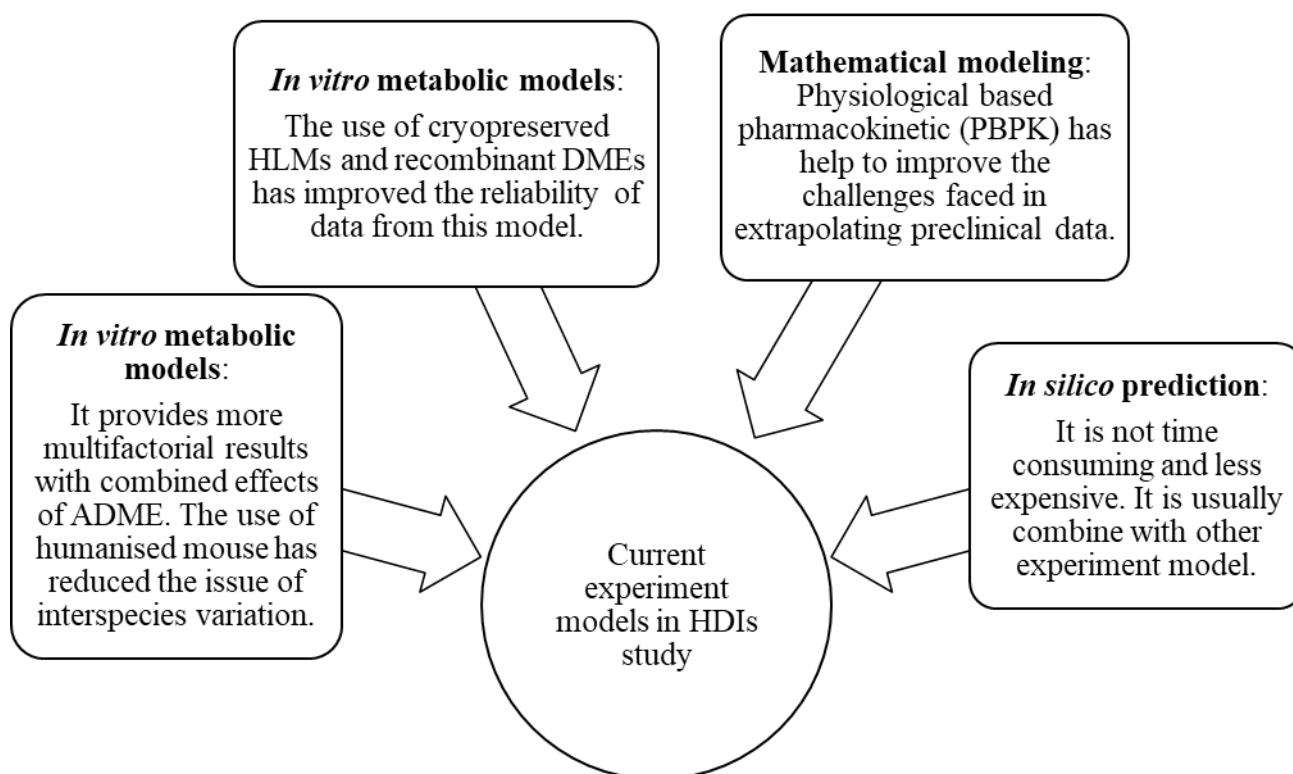 In vitro metabolic models:
The use of cryopreserved
HLMs and recombinant DMEs
has improved the reliability of
data from this model.
Mathematical modeling:
Physiological based
pharmacokinetic (PBPK) has
help to improve the
challenges faced in
extrapolating preclinical data.
In vitro metabolic
models:
It provides more
multifactorial results
with combined effects
of ADME. The use of
humanised mouse has
reduced the issue of
interspecies variation.
In silico prediction:
It is not time
consuming and less
expensive. It is usually
combine with other
experiment model.
Current
experiment
models in HDIs
study